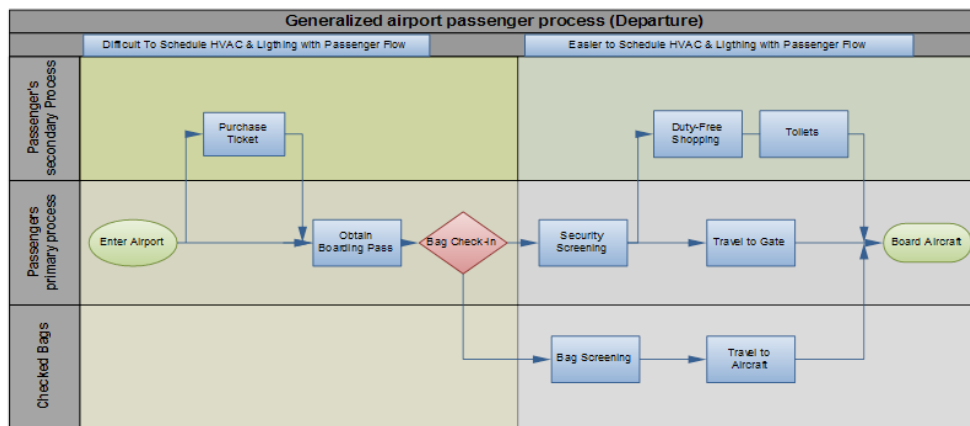 Generalized airport passenger process (Departure)
Difficult To Schedule HVAC & Ligthing with Passenger Flow
Easier to Schedule HVAC & Ligthing with Passenger Flow
Passenger's
secondary Process
Purchase
Ticket
Duty-Free
Shopping
Toilets
Passengers
primary process
Enter Airport
Obtain
Boarding Pass
Bag Check-In
Security
Screening
Travel to Gate
Board Aircraft
Checked Bags
Bag Screening
Travel to
Aircraft